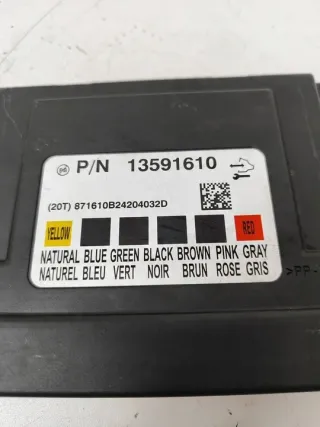 P/N 13591610
(20T) 871610B24204032D
YELLOW RED
NATURAL BLUE GREEN BLACK BROWN PINK GRAY
NATUREL BLEU VERT NOIR BRUN ROSE GRIS
>PP-